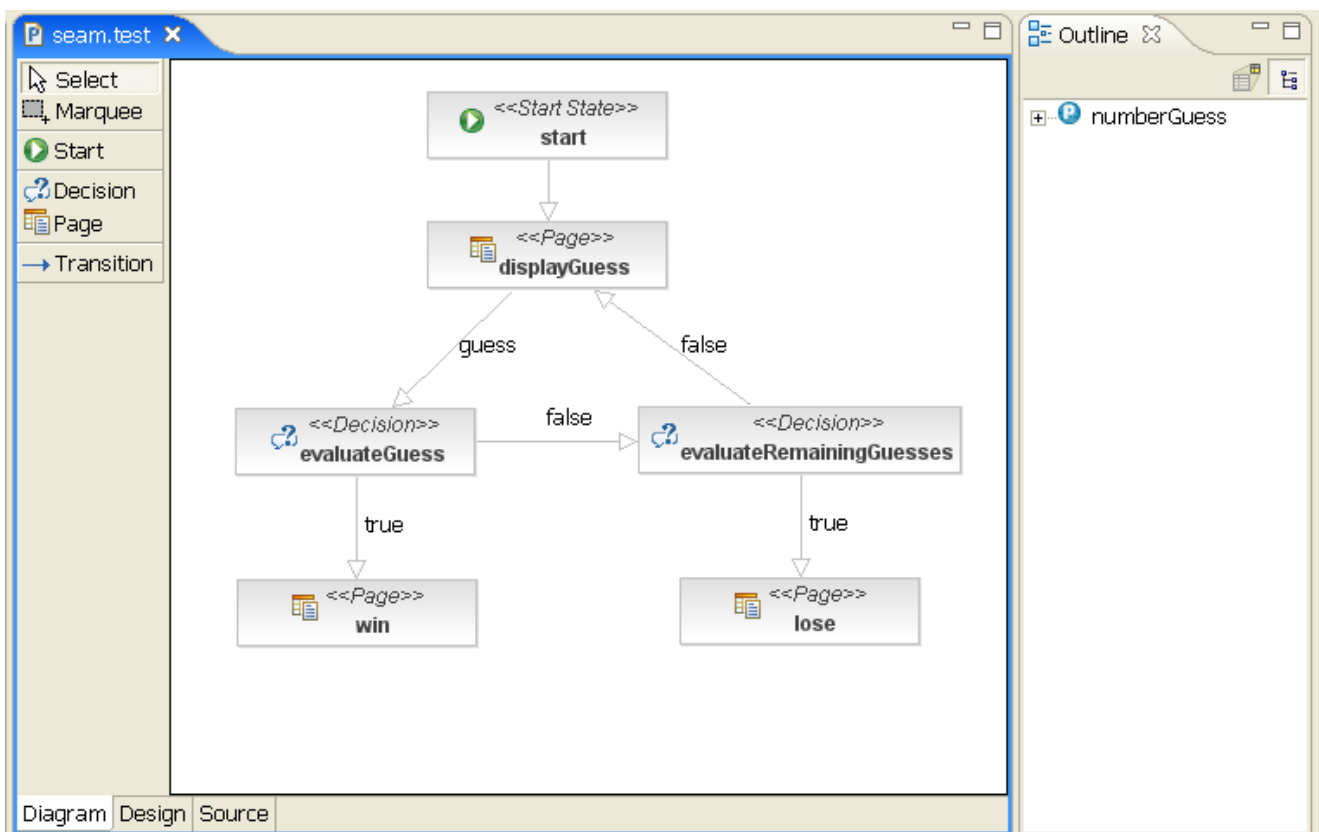 seam.test
Outline
Select
Marquee
Start
Decision
Page
Transition
<<Start State>>
start
<<Page>>
displayGuess
guess
false
<<Decision>>
evaluateGuess
false
<<Decision>>
evaluateRemainingGuesses
true
true
<<Page>>
win
<<Page>>
lose
numberGuess
Diagram Design Source